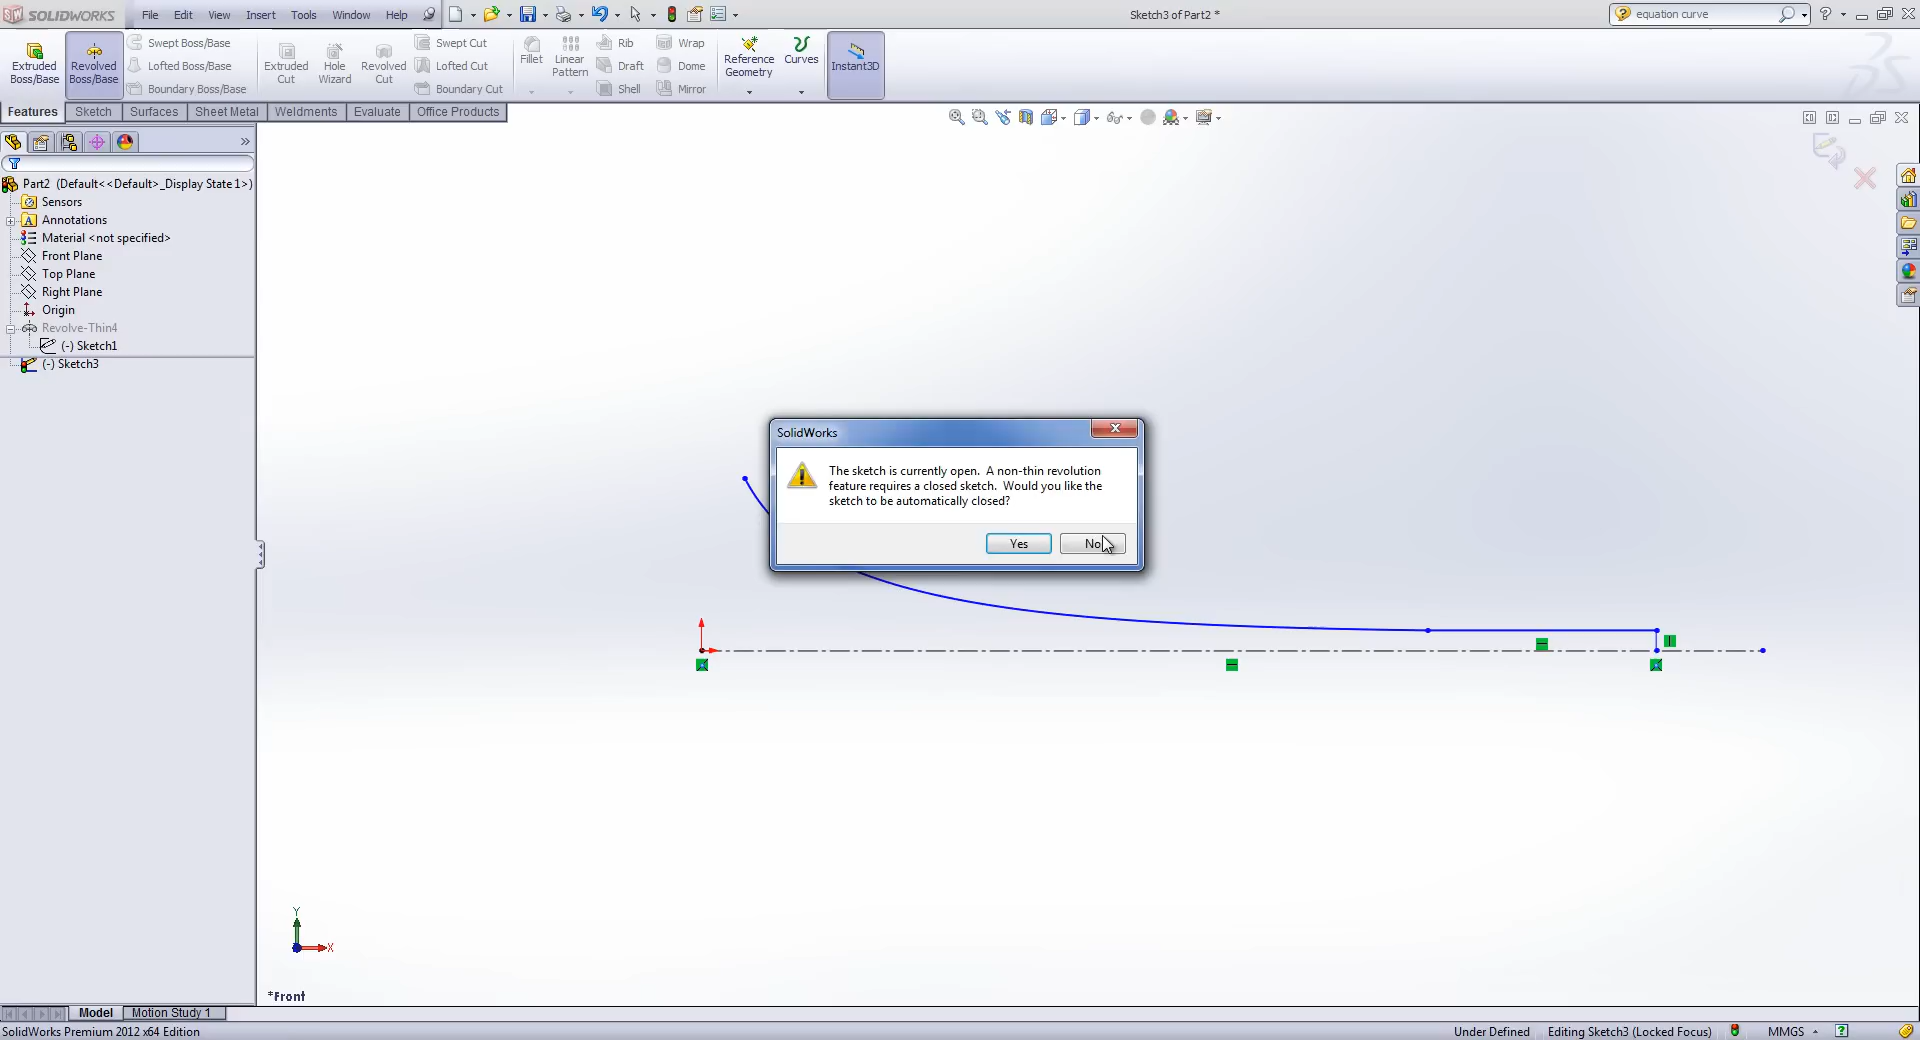 SOLIDWORKS File Edit View Insert Tools Window Help Sketch3 of Part2 * equation curve
Extruded Boss/Base
Revolved Boss/Base
Swept Boss/Base
Lofted Boss/Base
Boundary Boss/Base
Extruded Cut
Hole Wizard
Revolved Cut
Swept Cut
Lofted Cut
Boundary Cut
Fillet
Linear Pattern
Rib
Draft
Shell
Wrap
Dome
Mirror
Reference Geometry
Curves
Instant3D
Features Sketch Surfaces Sheet Metal Weldments Evaluate Office Products
Part2 (Default<<Default>_Display State 1>)
Sensors
Annotations
Material <not specified>
Front Plane
Top Plane
Right Plane
Origin
Revolve-Thin4
(-) Sketch1
(-) Sketch3
SolidWorks
The sketch is currently open. A non-thin revolution
feature requires a closed sketch. Would you like the
sketch to be automatically closed?
Yes No
Y
X
*Front
Model Motion Study 1
SolidWorks Premium 2012 x64 Edition Under Defined Editing Sketch3 (Locked Focus) MMGS